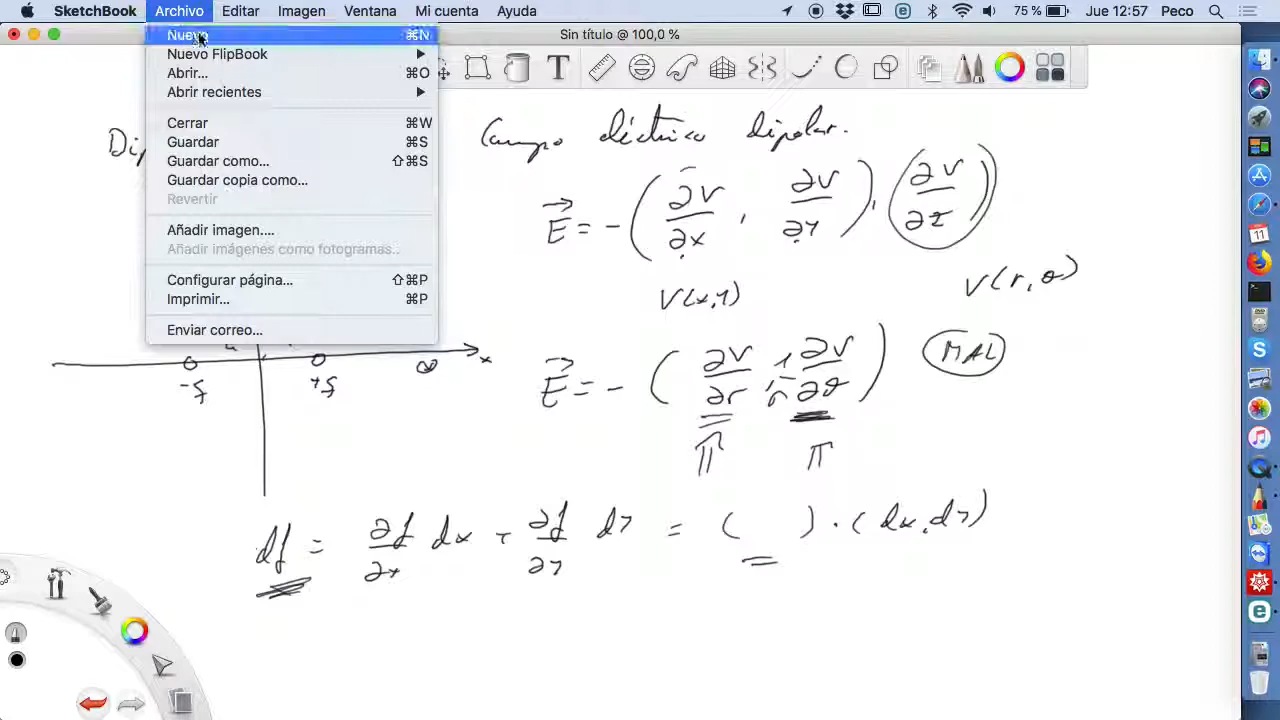 SketchBook Archivo Editar Imagen Ventana Mi cuenta Ayuda 75 % Jue 12:57 Peco
Sin título @ 100,0 %
Nuevo ⌘N
Nuevo FlipBook
Abrir... ⌘O
Abrir recientes
Cerrar ⌘W
Guardar ⌘S
Guardar como... ⇧⌘S
Guardar copia como...
Revertir
Añadir imagen....
Añadir imágenes como fotogramas..
Configurar página... ⇧⌘P
Imprimir... ⌘P
Enviar correo...
T
Campo eléctrico dipolar.
E⃗ = - ( ∂V/∂x , ∂V/∂y ) , ( ∂V/∂z )
V(x,y) V(r,θ)
x
-q +q
E⃗ = - ( ∂V/∂r , 1/r ∂V/∂θ ) MAL
df = ∂f/∂x dx + ∂f/∂y dy = ( ) · ( dx, dy )
11